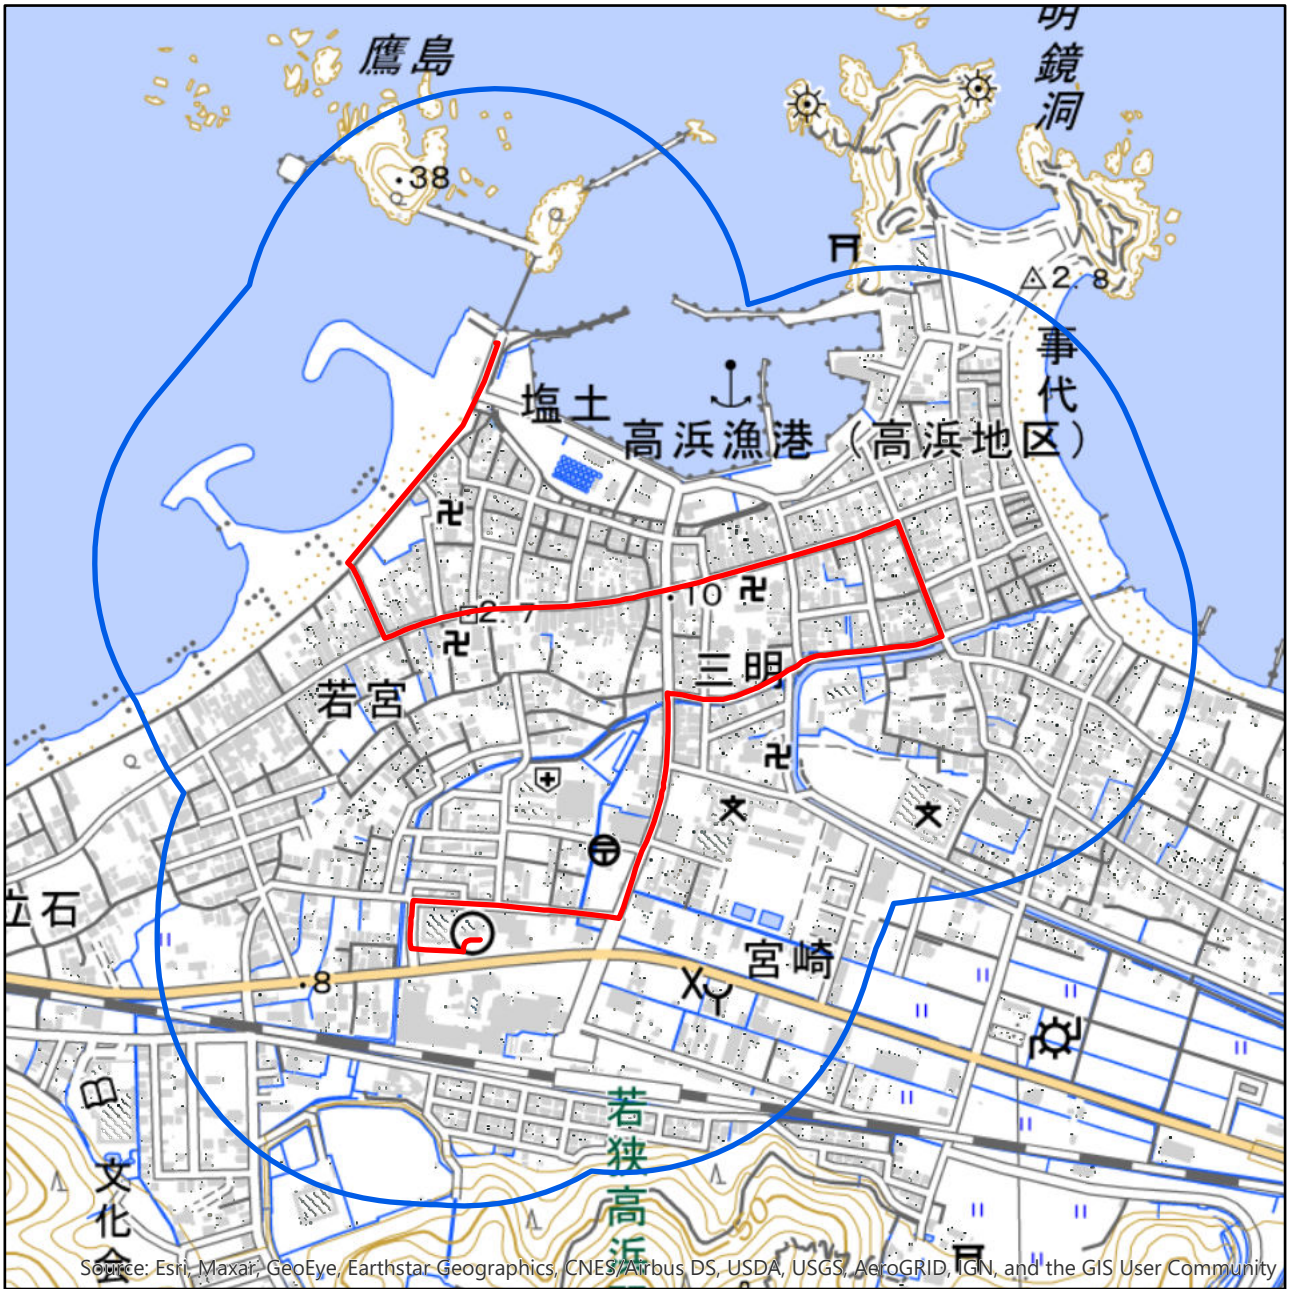 鷹島
明鏡洞
38
2.8
事代
塩土
高浜漁港（高浜地区）
10
2.7
三明
若宮
立石
宮崎
8
若狭高浜
文化会
50
Source: Esri, Maxar, GeoEye, Earthstar Geographics, CNES/Airbus DS, USDA, USGS, AeroGRID, IGN, and the GIS User Community